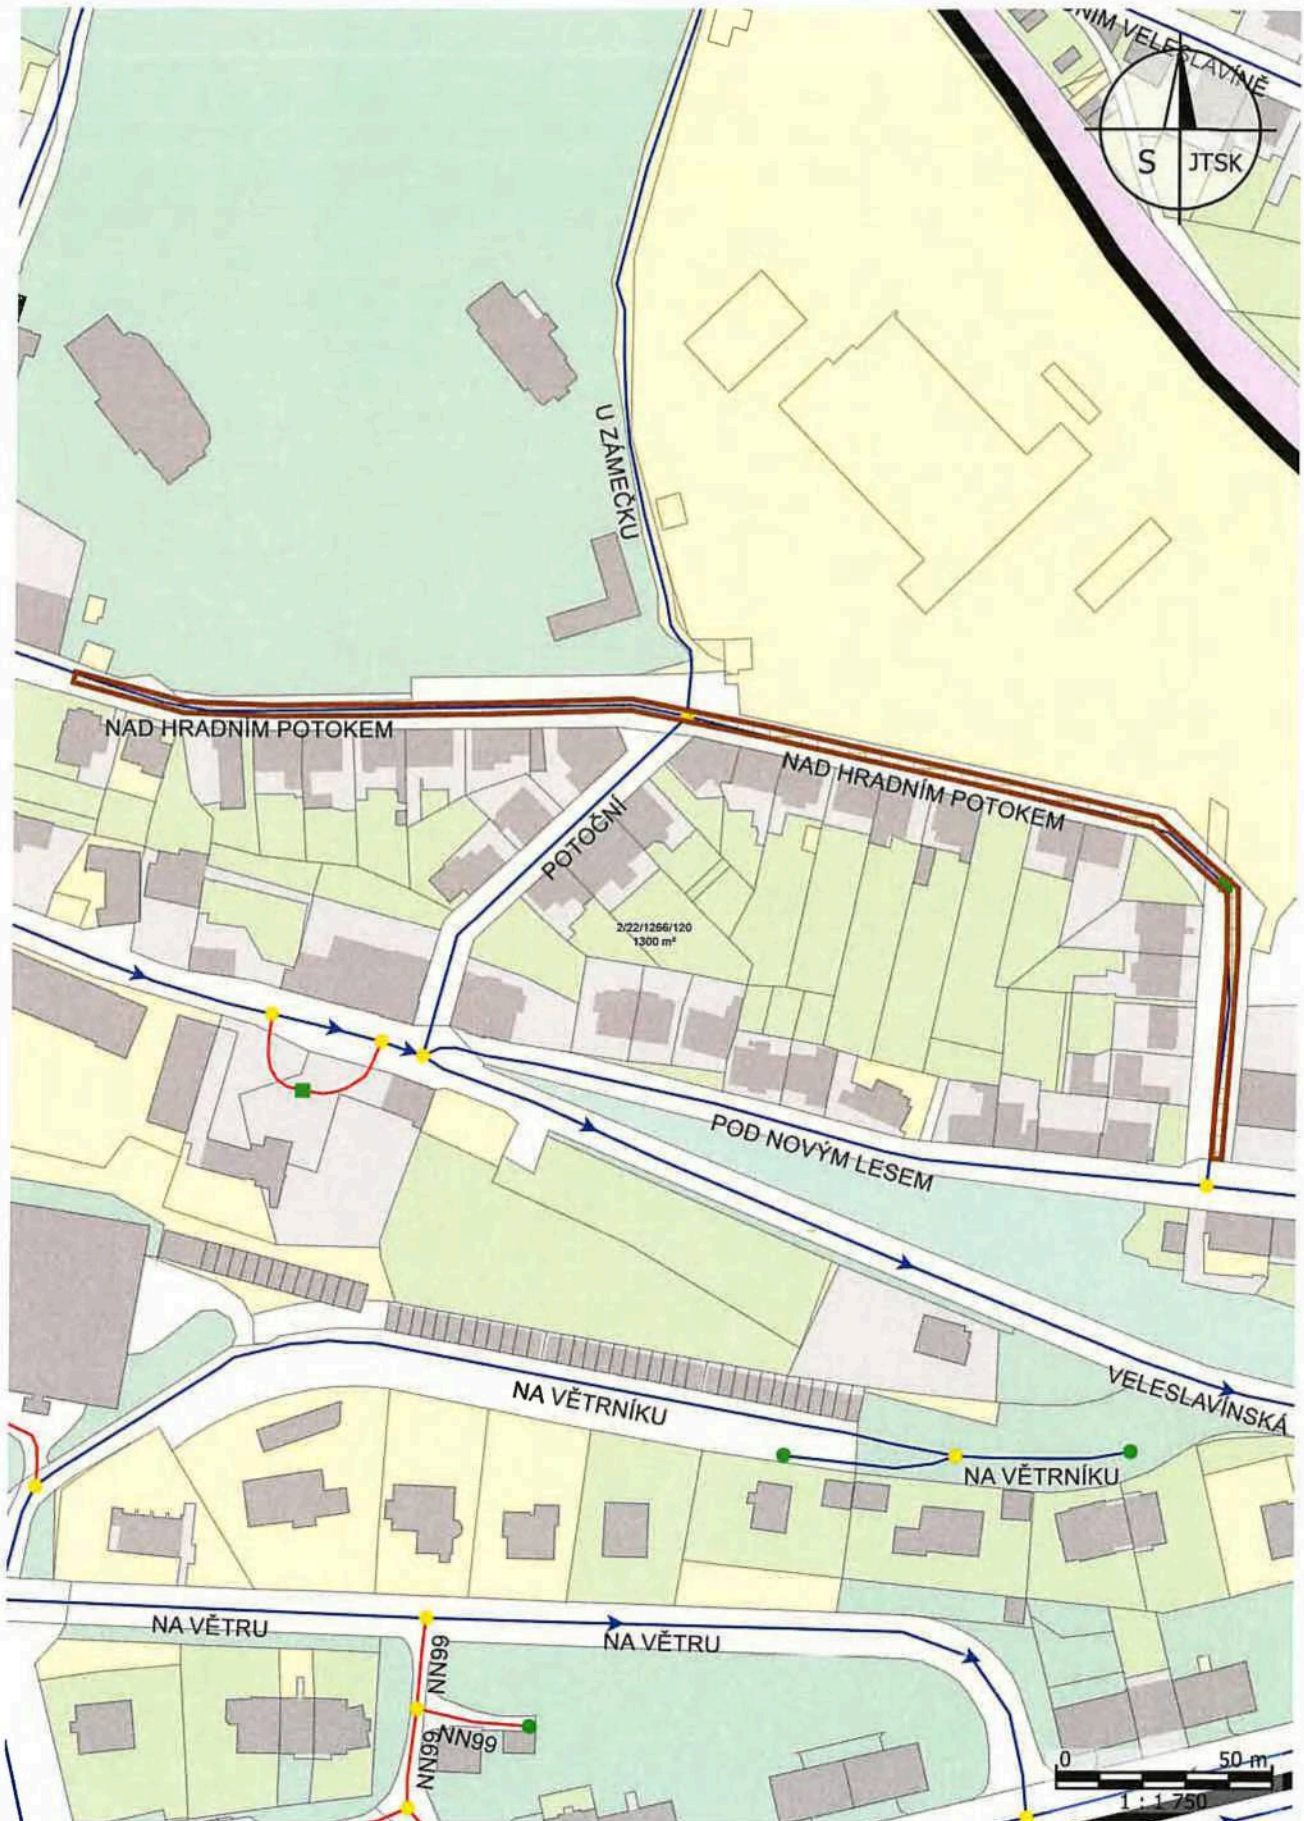 NÍM VELESLAVÍNĚ
S JTSK
U ZÁMEČKU
NAD HRADNÍM POTOKEM
NAD HRADNÍM POTOKEM
POTOČNÍ
2/22/1266/120
1300 m²
POD NOVÝM LESEM
VELESLAVÍNSKÁ
NA VĚTRNÍKU
NA VĚTRNÍKU
NA VĚTRU
NA VĚTRU
NN99
NN99
NN99
0 50 m
1 : 1 750